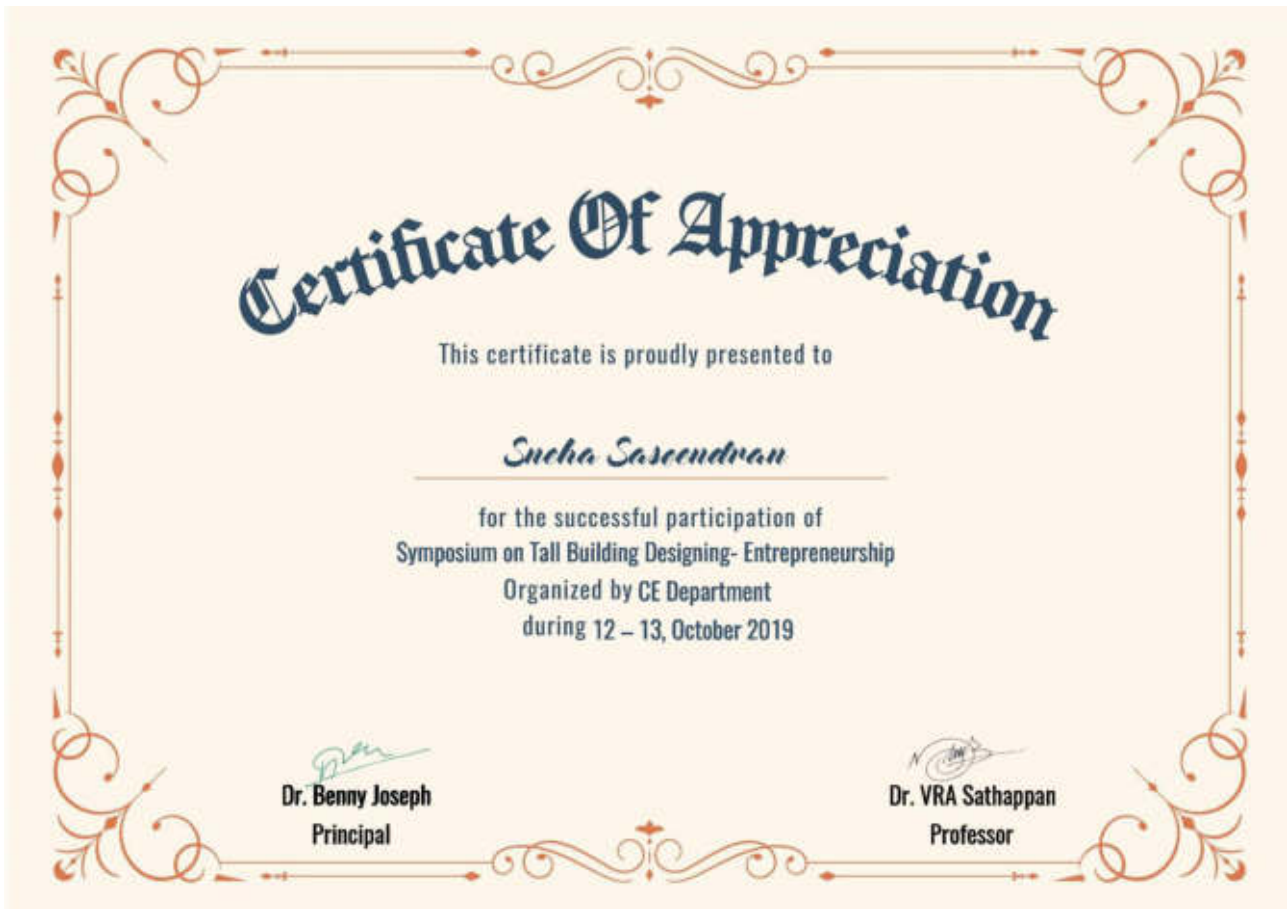 Certificate Of Appreciation
This certificate is proudly presented to
Sneha Saseendran
for the successful participation of
Symposium on Tall Building Designing- Entrepreneurship
Organized by CE Department
during 12 – 13, October 2019
Dr. Benny Joseph
Principal
Dr. VRA Sathappan
Professor